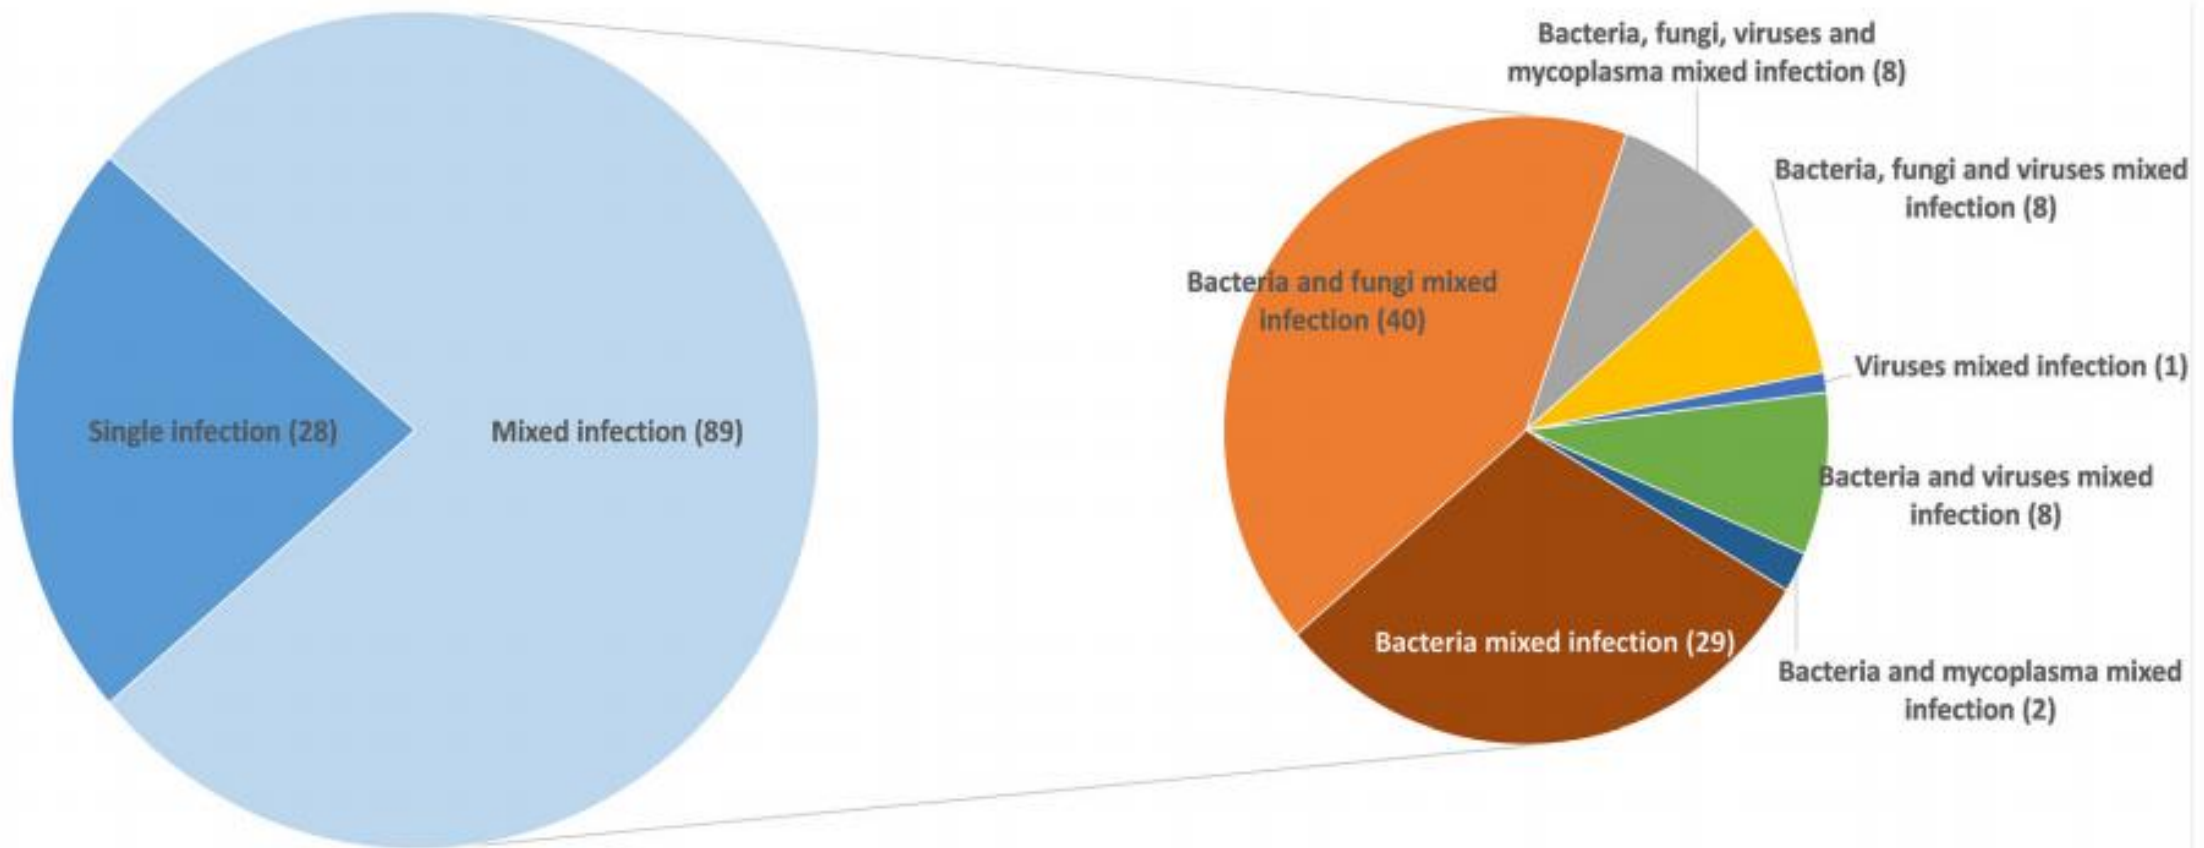 Single infection (28)
Mixed infection (89)
Bacteria, fungi, viruses and
mycoplasma mixed infection (8)
Bacteria, fungi and viruses mixed
infection (8)
Bacteria and fungi mixed
infection (40)
Viruses mixed infection (1)
Bacteria and viruses mixed
infection (8)
Bacteria mixed infection (29)
Bacteria and mycoplasma mixed
infection (2)